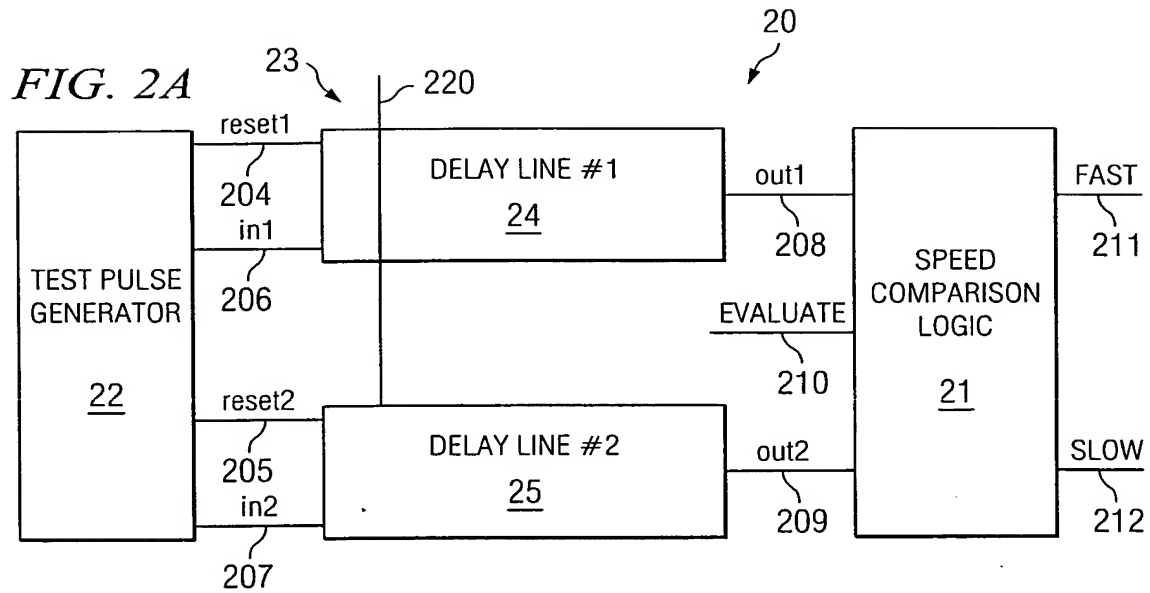 FIG. 2A
20
23
220
reset1
204
in1
206
TEST PULSE
GENERATOR
22
reset2
205
in2
207
DELAY LINE #1
24
DELAY LINE #2
25
out1
208
EVALUATE
210
out2
209
SPEED
COMPARISON
LOGIC
21
FAST
211
SLOW
212